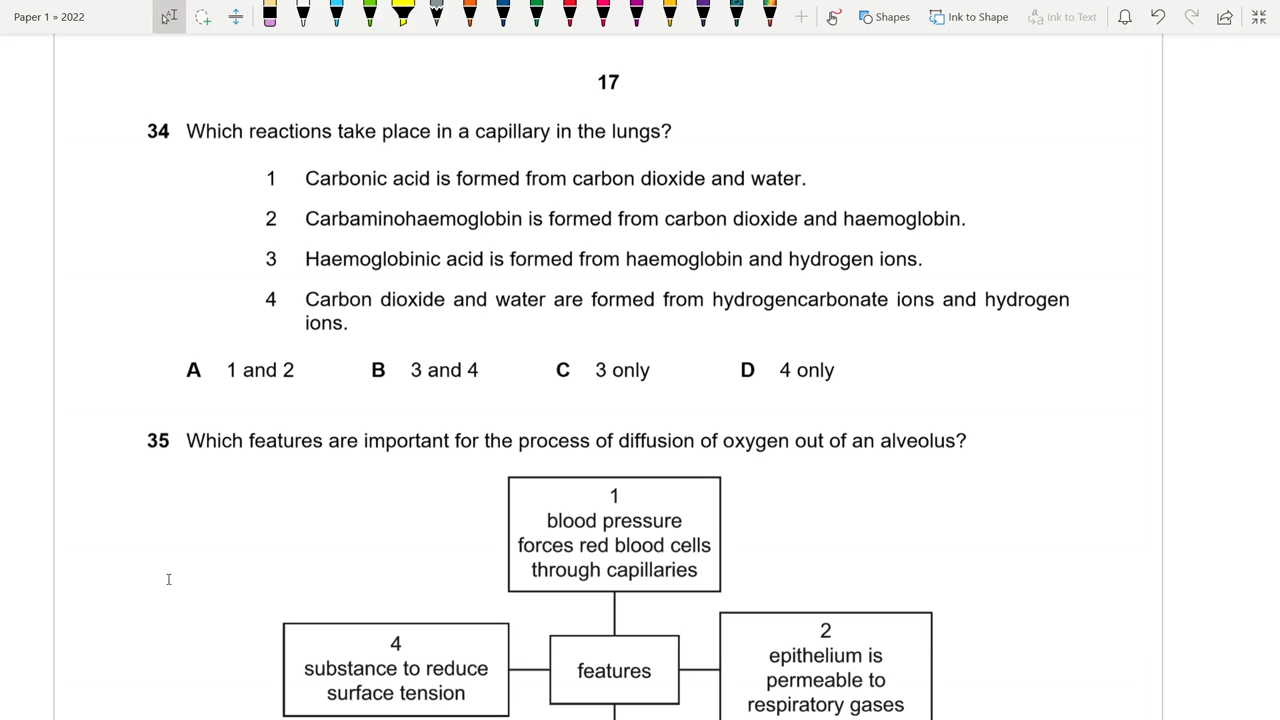 Paper 1 » 2022
Shapes
Ink to Shape
Ink to Text
17
34 Which reactions take place in a capillary in the lungs?
1 Carbonic acid is formed from carbon dioxide and water.
2 Carbaminohaemoglobin is formed from carbon dioxide and haemoglobin.
3 Haemoglobinic acid is formed from haemoglobin and hydrogen ions.
4 Carbon dioxide and water are formed from hydrogencarbonate ions and hydrogen
ions.
A 1 and 2 B 3 and 4 C 3 only D 4 only
35 Which features are important for the process of diffusion of oxygen out of an alveolus?
1
blood pressure
forces red blood cells
through capillaries
4
substance to reduce
surface tension
features
2
epithelium is
permeable to
respiratory gases